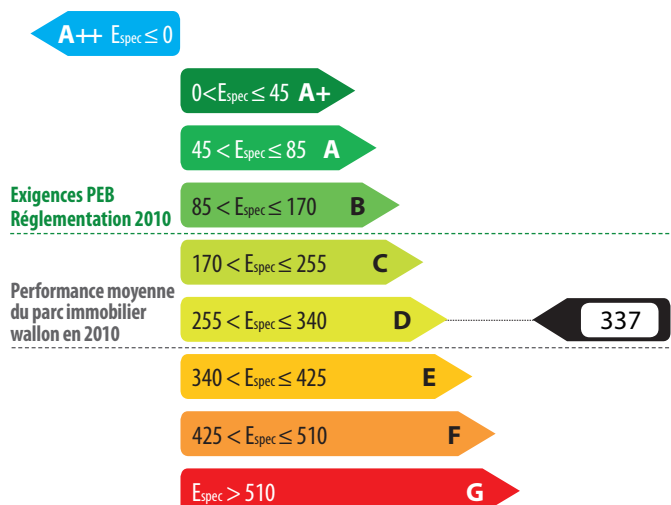 A++ Espec ≤ 0
0<Espec ≤ 45 A+
45 < Espec ≤ 85 A
Exigences PEB
Réglementation 2010
85 < Espec ≤ 170 B
170 < Espec ≤ 255 C
Performance moyenne
du parc immobilier
wallon en 2010
255 < Espec ≤ 340 D
337
340 < Espec ≤ 425 E
425 < Espec ≤ 510 F
Espec > 510 G